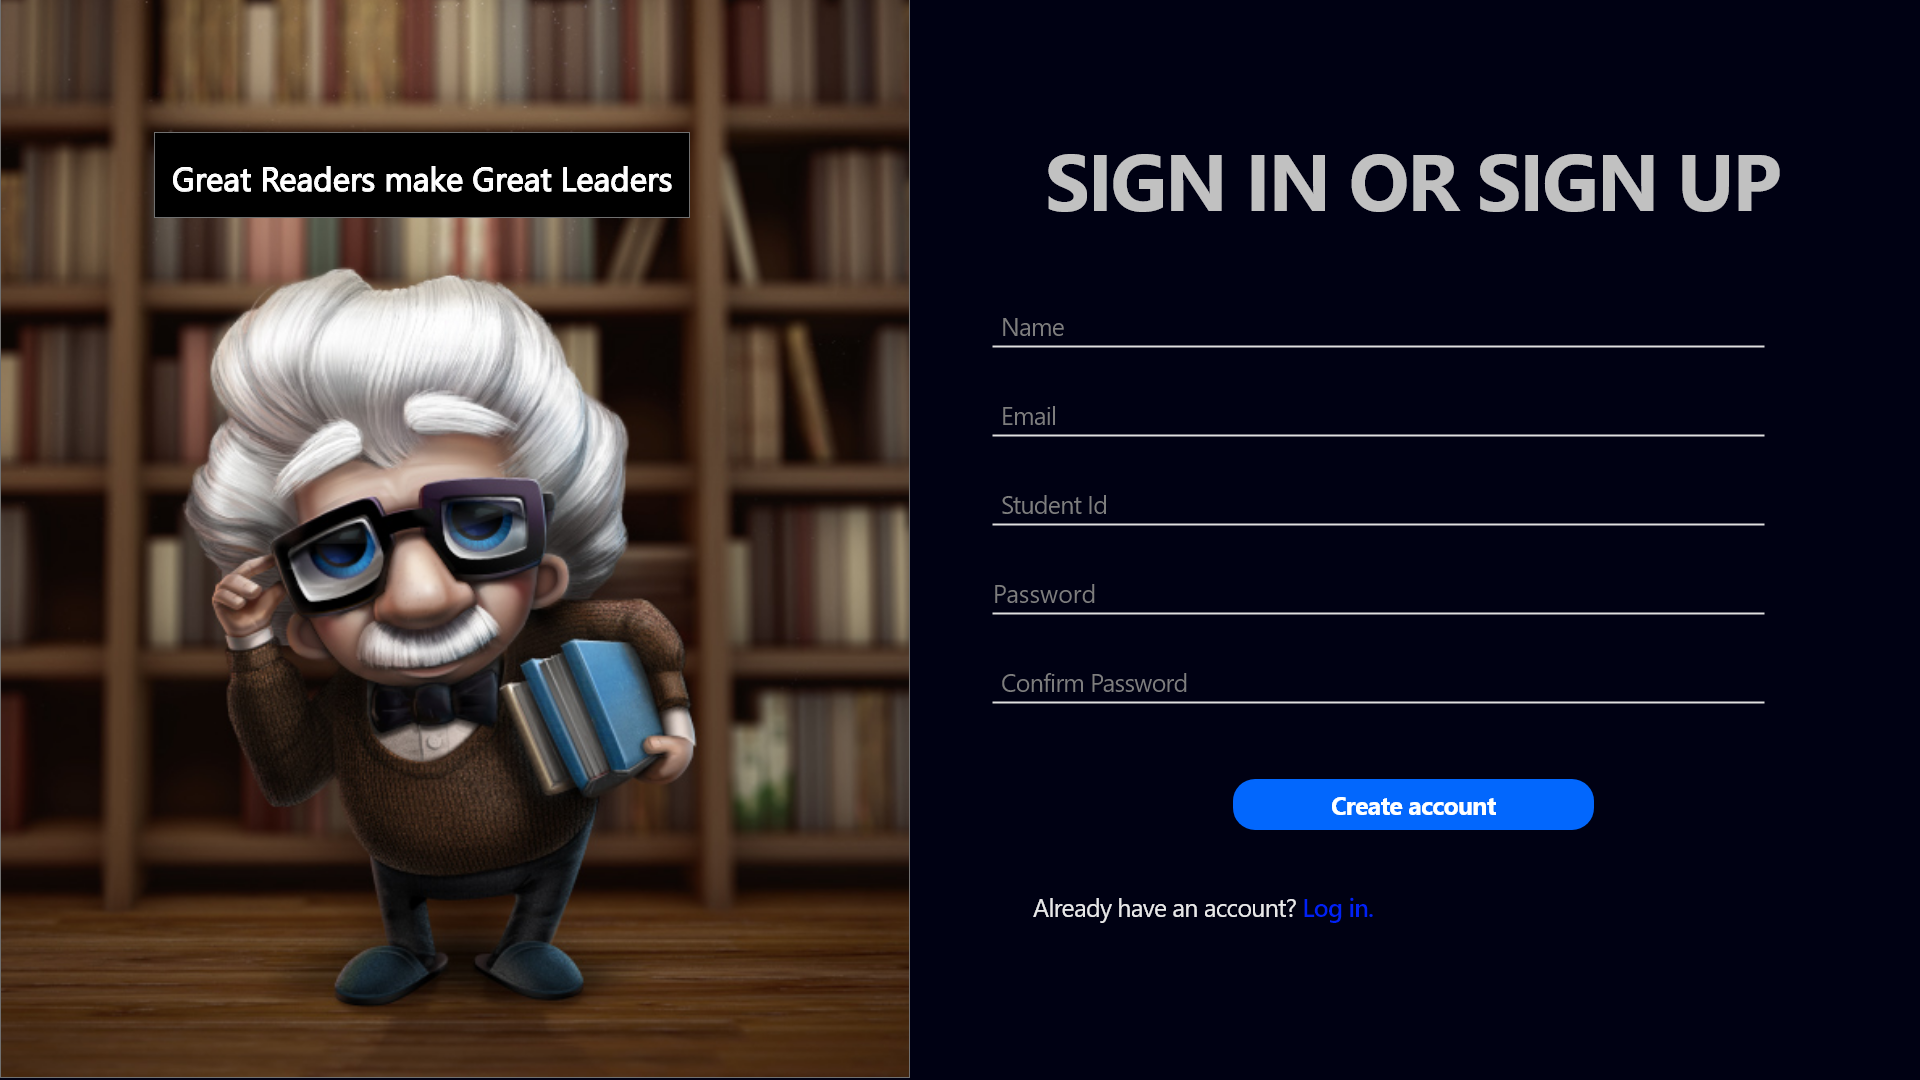 Great Readers make Great Leaders
SIGN IN OR SIGN UP
Name
Email
Student Id
Password
Confirm Password
Create account
Already have an account? Log in.